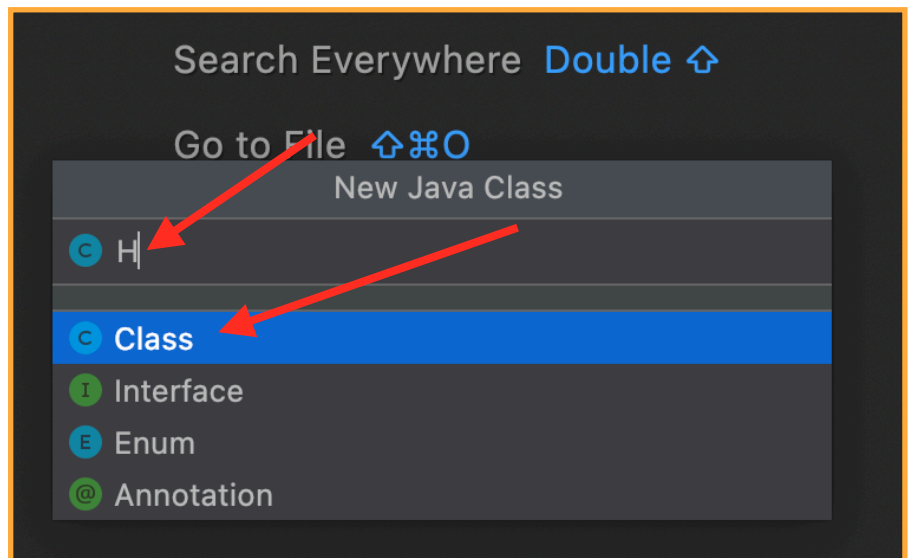 Search Everywhere Double ⇧
Go to File ⇧⌘O
New Java Class
C H
C Class
I Interface
E Enum
@ Annotation